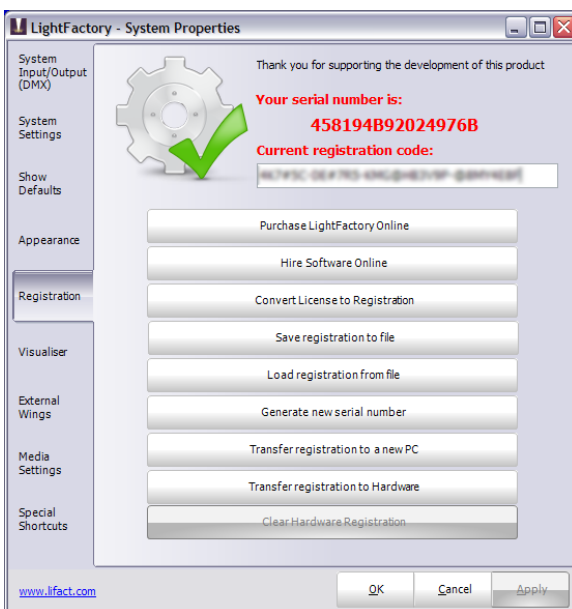 LightFactory - System Properties
System
Input/Output
(DMX)
System
Settings
Show
Defaults
Appearance
Registration
Visualiser
External
Wings
Media
Settings
Special
Shortcuts
Thank you for supporting the development of this product
Your serial number is:
458194B92024976B
Current registration code:
Purchase LightFactory Online
Hire Software Online
Convert License to Registration
Save registration to file
Load registration from file
Generate new serial number
Transfer registration to a new PC
Transfer registration to Hardware
Clear Hardware Registration
www.lifact.com
OK
Cancel
Apply